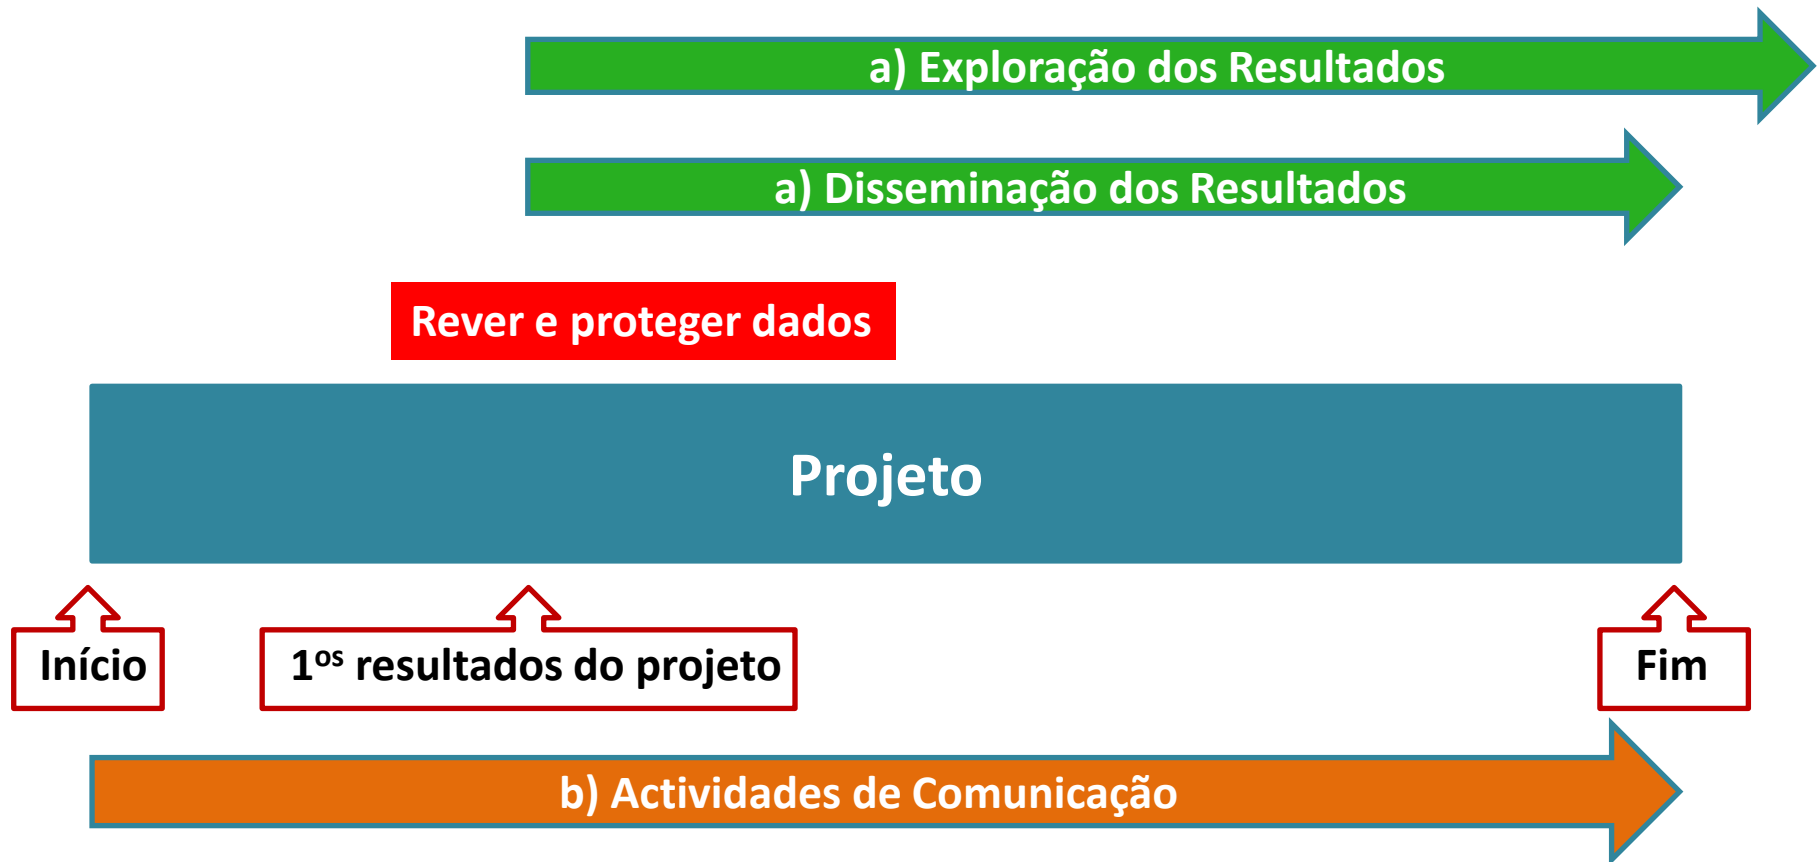 a) Exploração dos Resultados
a) Disseminação dos Resultados
Rever e proteger dados
Projeto
Início
1ºˢ resultados do projeto
Fim
b) Actividades de Comunicação